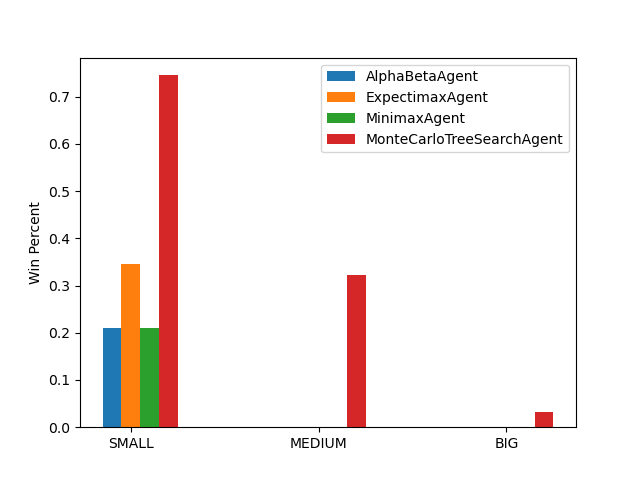 AlphaBetaAgent
ExpectimaxAgent
MinimaxAgent
MonteCarloTreeSearchAgent
Win Percent
0.7
0.6
0.5
0.4
0.3
0.2
0.1
0.0
SMALL
MEDIUM
BIG